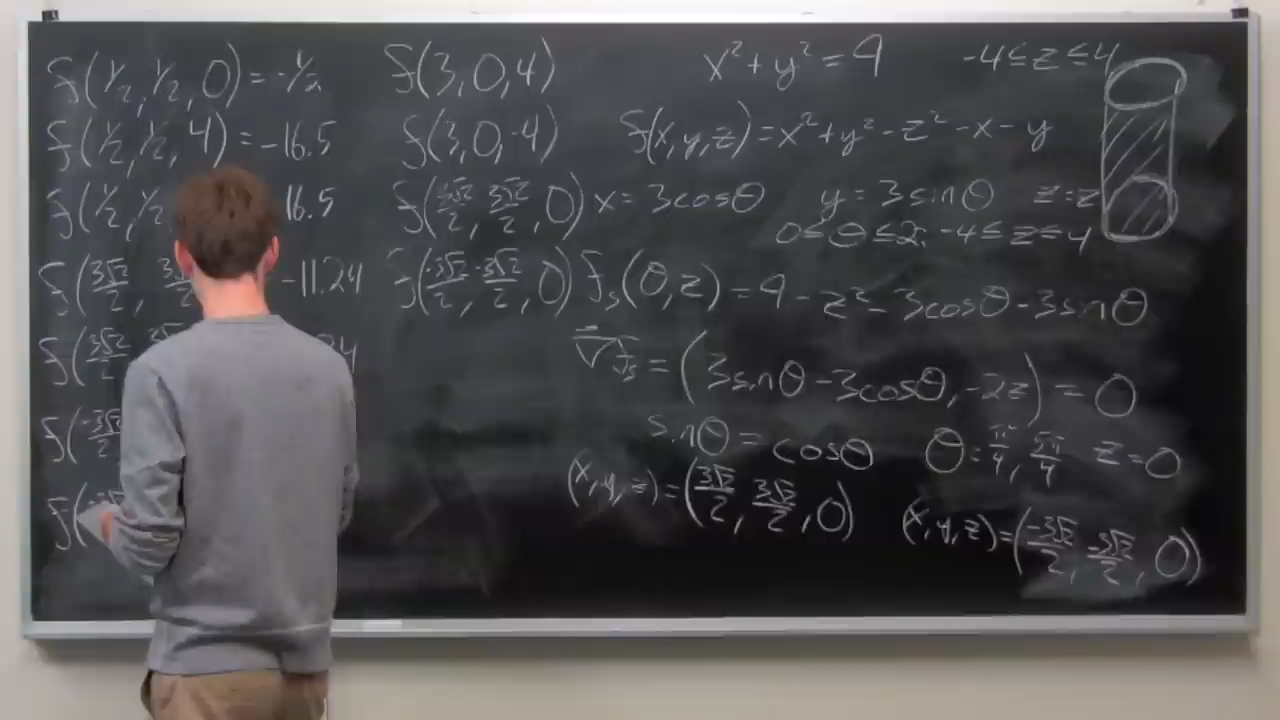 f(1/2, 1/2, 0) = -1/2
f(1/2, 1/2, 4) = -16.5
f(1/2, 1/2 16.5
f(3√2/2, 3√2/2 -11.24
f(3√2/2 4
f(-3√2/2
f(
f(3, 0, 4)
f(3, 0, -4)
f(3√2/2, 3√2/2, 0)
f(-3√2/2, -3√2/2, 0)
x² + y² = 9 -4 ≤ z ≤ 4
f(x, y, z) = x² + y² - z² - x - y
x = 3cosθ y = 3sinθ z = z
0 ≤ θ ≤ 2π -4 ≤ z ≤ 4
fₛ(θ, z) = 9 - z² - 3cosθ - 3sinθ
∇fₛ = (3sinθ - 3cosθ, -2z) = 0
sinθ = cosθ θ = π/4, 5π/4 z = 0
(x, y, z) = (3√2/2, 3√2/2, 0) (x, y, z) = (-3√2/2, -3√2/2, 0)